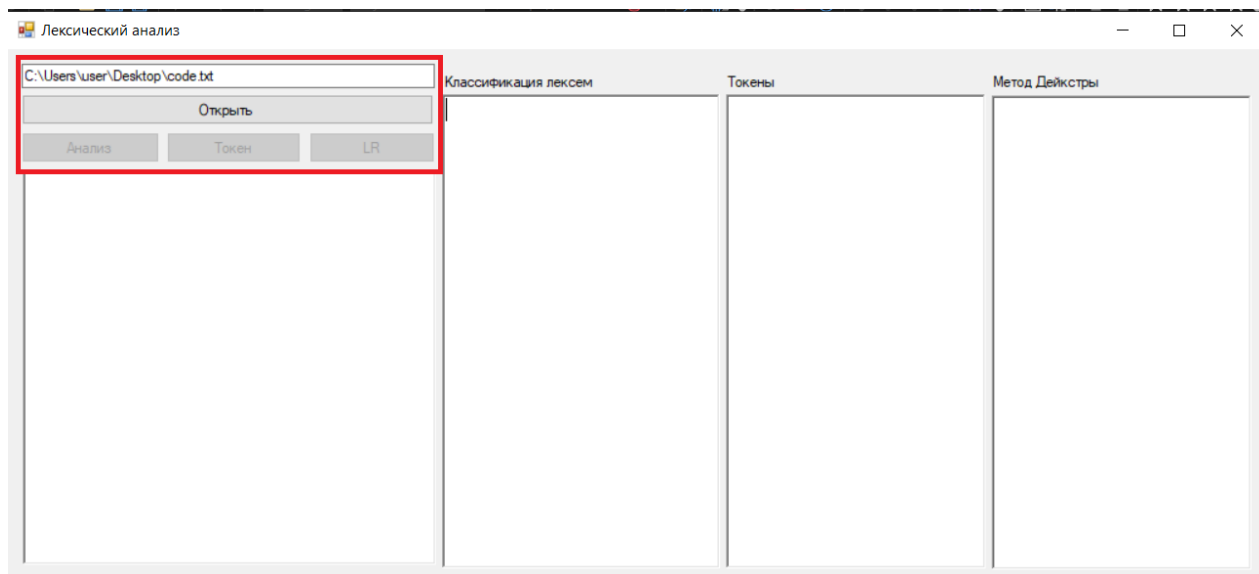 Лексический анализ
C:\Users\user\Desktop\code.txt
Открыть
Анализ Токен LR
Классификация лексем
Токены
Метод Дейкстры